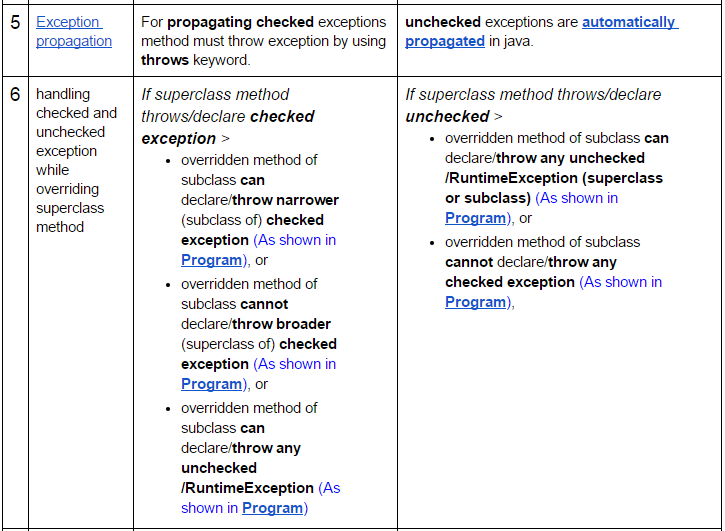 5
Exception
propagation
For propagating checked exceptions
method must throw exception by using
throws keyword.
unchecked exceptions are automatically
propagated in java.
6
handling
checked and
unchecked
exception
while
overriding
superclass
method
If superclass method
throws/declare checked
exception >
• overridden method of
subclass can
declare/throw narrower
(subclass of) checked
exception (As shown in
Program), or
• overridden method of
subclass cannot
declare/throw broader
(superclass of) checked
exception (As shown in
Program), or
• overridden method of
subclass can
declare/throw any
unchecked
/RuntimeException (As
shown in Program)
If superclass method throws/declare
unchecked >
• overridden method of subclass can
declare/throw any unchecked
/RuntimeException (superclass
or subclass) (As shown in
Program), or
• overridden method of subclass
cannot declare/throw any
checked exception (As shown in
Program),